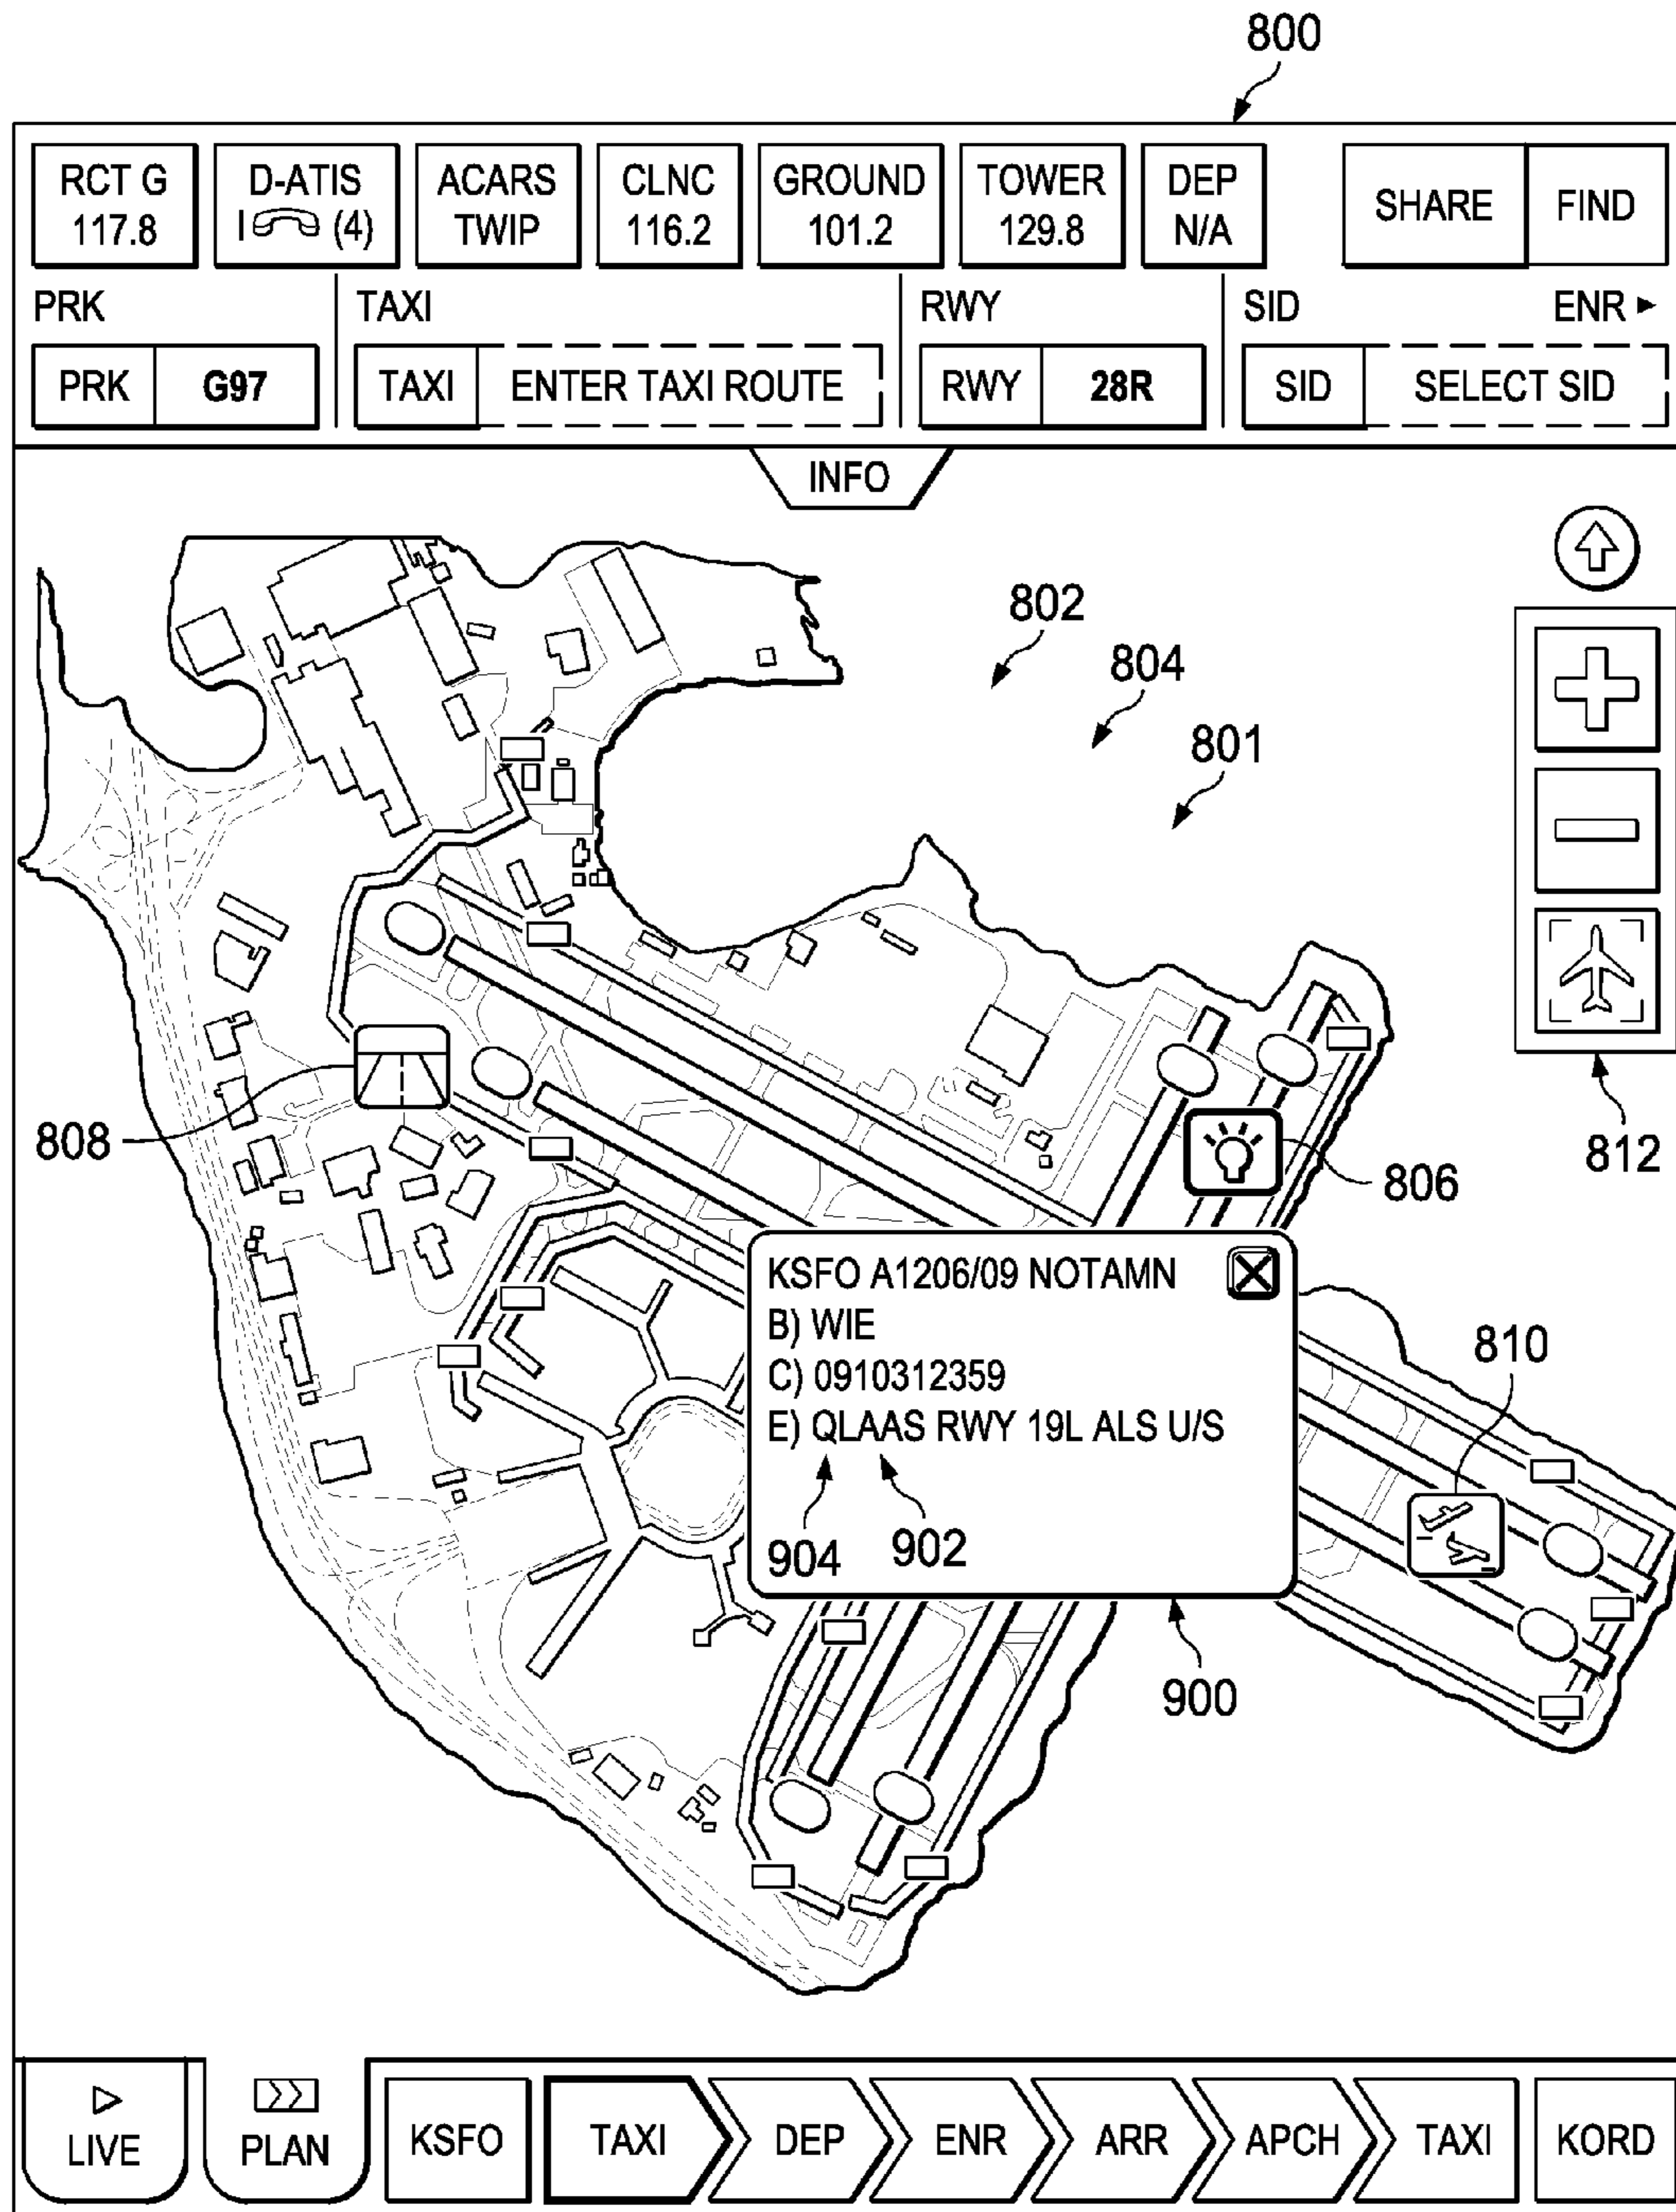 800
RCT G D-ATIS ACARS CLNC GROUND TOWER DEP SHARE FIND
117.8 I (4) TWIP 116.2 101.2 129.8 N/A
PRK TAXI RWY SID ENR ►
PRK G97 TAXI ENTER TAXI ROUTE RWY 28R SID SELECT SID
INFO
802
804
801
808
806
812
KSFO A1206/09 NOTAMN
B) WIE
C) 0910312359
E) QLAAS RWY 19L ALS U/S
904 902
810
900
LIVE PLAN KSFO TAXI DEP ENR ARR APCH TAXI KORD